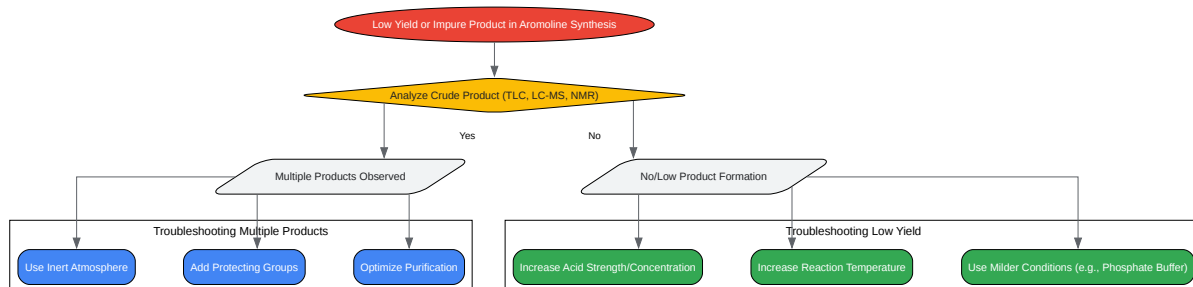 Low Yield or Impure Product in Aromoline Synthesis
Analyze Crude Product (TLC, LC-MS, NMR)
Yes
No
Multiple Products Observed
No/Low Product Formation
Troubleshooting Multiple Products
Troubleshooting Low Yield
Use Inert Atmosphere
Add Protecting Groups
Optimize Purification
Increase Acid Strength/Concentration
Increase Reaction Temperature
Use Milder Conditions (e.g., Phosphate Buffer)